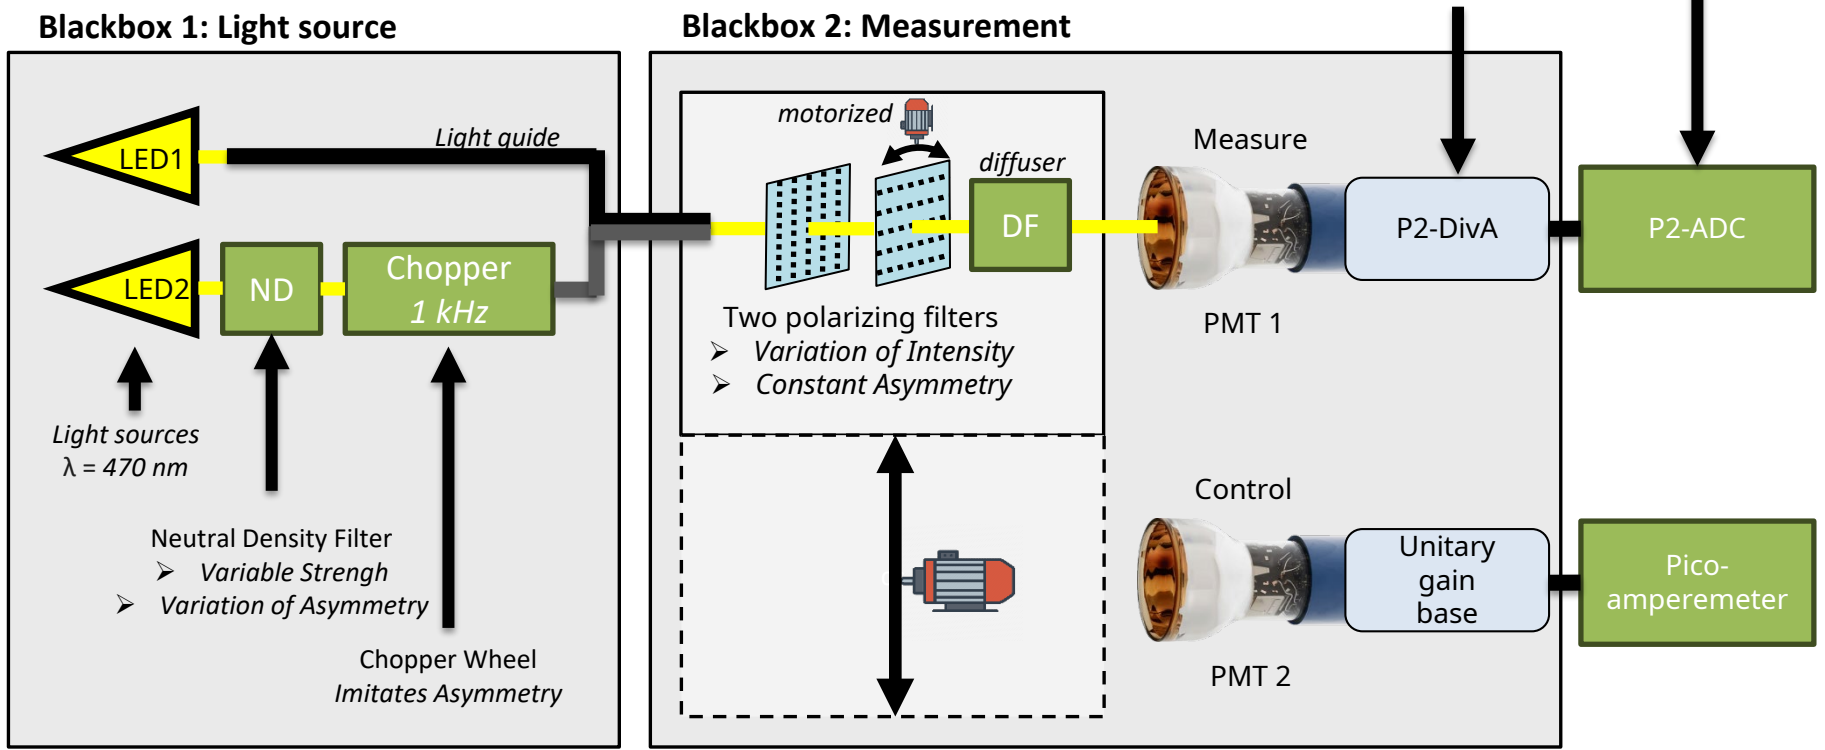 Blackbox 1: Light source
LED1
Light guide
LED2
ND
Chopper
1 kHz
Light sources
λ = 470 nm
Neutral Density Filter
➢ Variable Strengh
➢ Variation of Asymmetry
Chopper Wheel
Imitates Asymmetry
Blackbox 2: Measurement
motorized
diffuser
DF
Two polarizing filters
➢ Variation of Intensity
➢ Constant Asymmetry
Measure
PMT 1
P2-DivA
P2-ADC
Control
PMT 2
Unitary
gain
base
Pico-
amperemeter